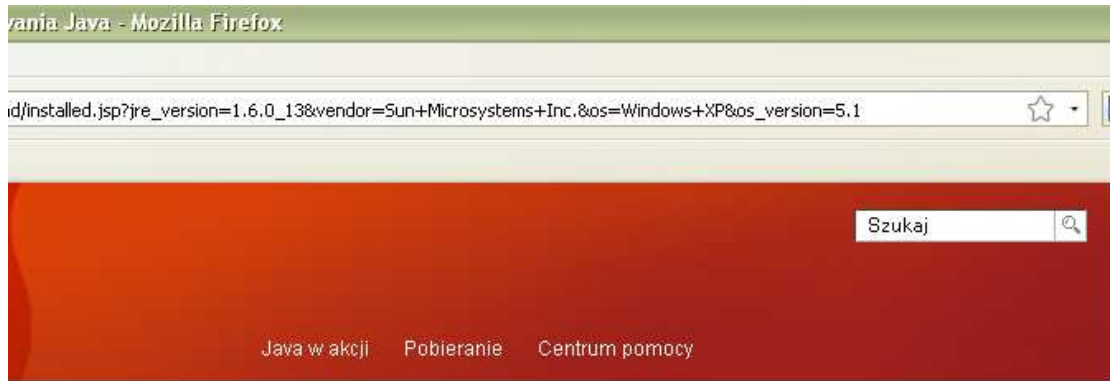 vania Java - Mozilla Firefox
ad/installed.jsp?jre_version=1.6.0_13&vendor=Sun+Microsystems+Inc.&os=Windows+XP&os_version=5.1
Szukaj
Java w akcji Pobieranie Centrum pomocy